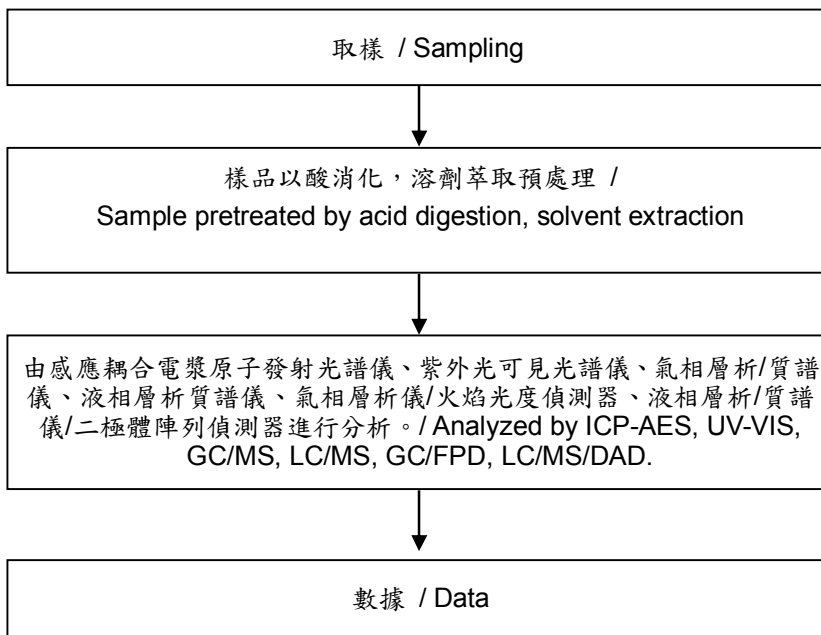 取樣 / Sampling
樣品以酸消化，溶劑萃取預處理 /
Sample pretreated by acid digestion, solvent extraction
由感應耦合電漿原子發射光譜儀、紫外光可見光譜儀、氣相層析/質譜
儀、液相層析質譜儀、氣相層析儀/火焰光度偵測器、液相層析/質譜
儀/二極體陣列偵測器進行分析。/ Analyzed by ICP-AES, UV-VIS,
GC/MS, LC/MS, GC/FPD, LC/MS/DAD.
數據 / Data